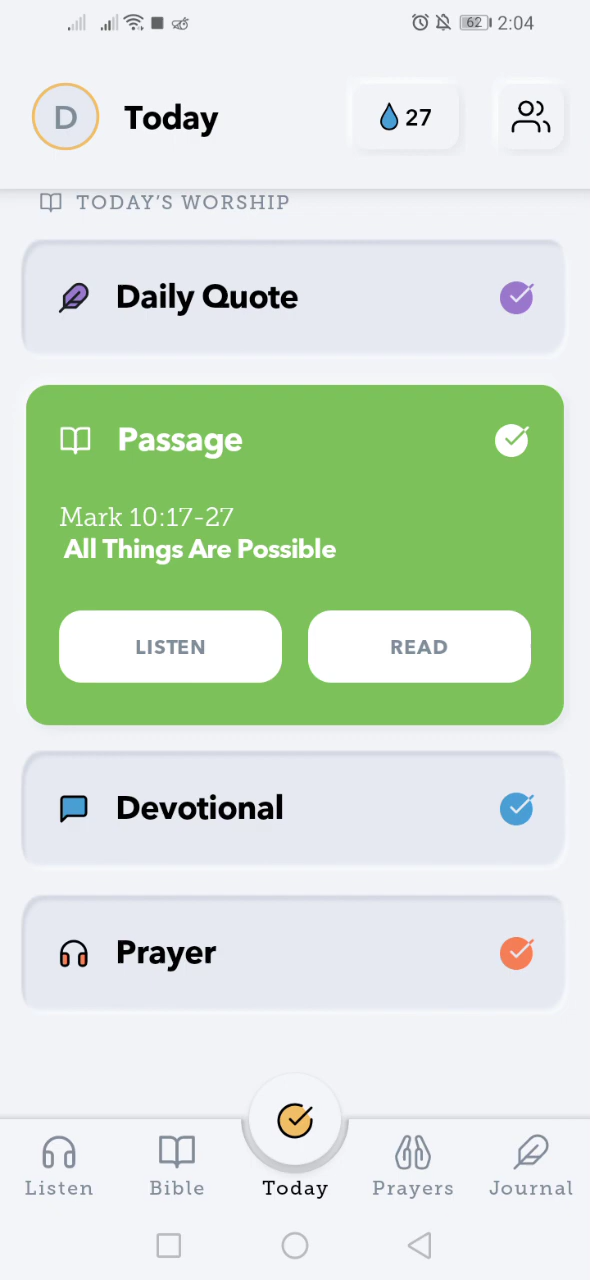 62 2:04
D Today 27
TODAY'S WORSHIP
Daily Quote
Passage
Mark 10:17-27
All Things Are Possible
LISTEN READ
Devotional
Prayer
Listen Bible Today Prayers Journal